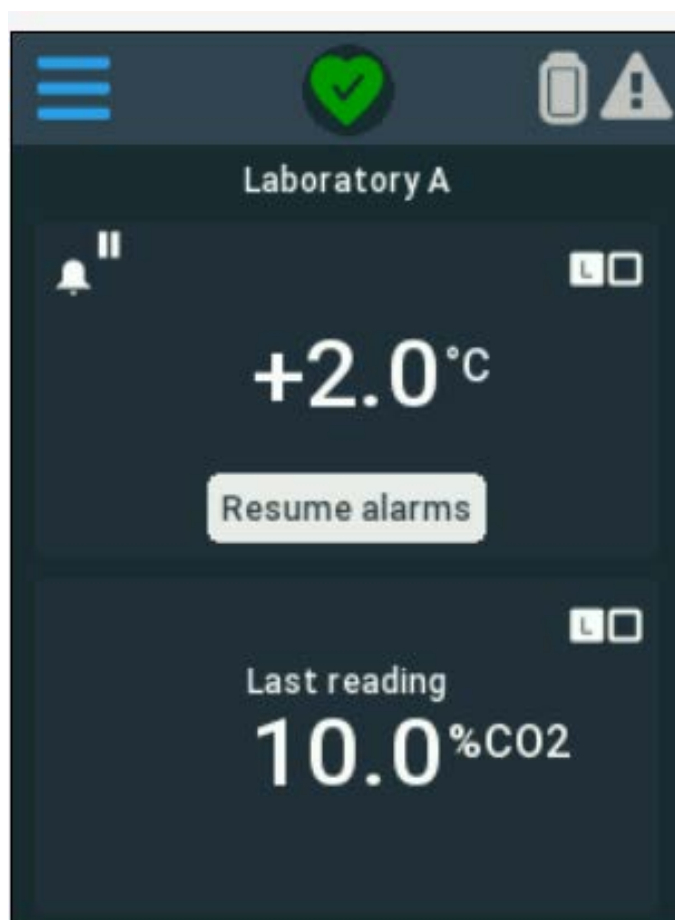 Laboratory A
L
+2.0°C
Resume alarms
L
Last reading
10.0%CO2